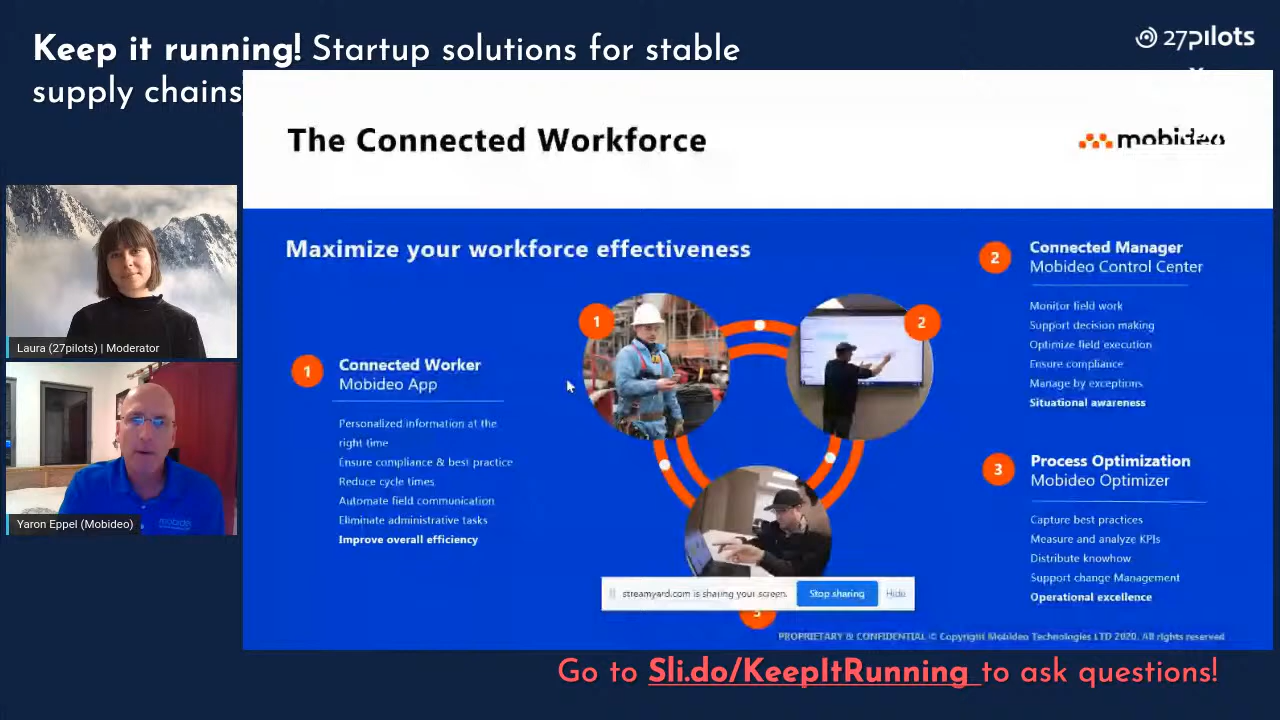 Keep it running! Startup solutions for stable
supply chains
27pilots
The Connected Workforce
mobideo
Maximize your workforce effectiveness
1
Connected Worker
Mobideo App
Personalized information at the
right time
Ensure compliance & best practice
Reduce cycle times
Automate field communication
Eliminate administrative tasks
Improve overall efficiency
1
2
3
2
Connected Manager
Mobideo Control Center
Monitor field work
Support decision making
Optimize field execution
Ensure compliance
Manage by exceptions
Situational awareness
3
Process Optimization
Mobideo Optimizer
Capture best practices
Measure and analyze KPIs
Distribute knowhow
Support change Management
Operational excellence
streamyard.com is sharing your screen.
Stop sharing
Hide
PROPRIETARY & CONFIDENTIAL © Copyright Mobideo Technologies LTD 2020. All rights reserved
Laura (27pilots) | Moderator
mobideo
Yaron Eppel (Mobideo)
Go to Sli.do/KeepItRunning to ask questions!